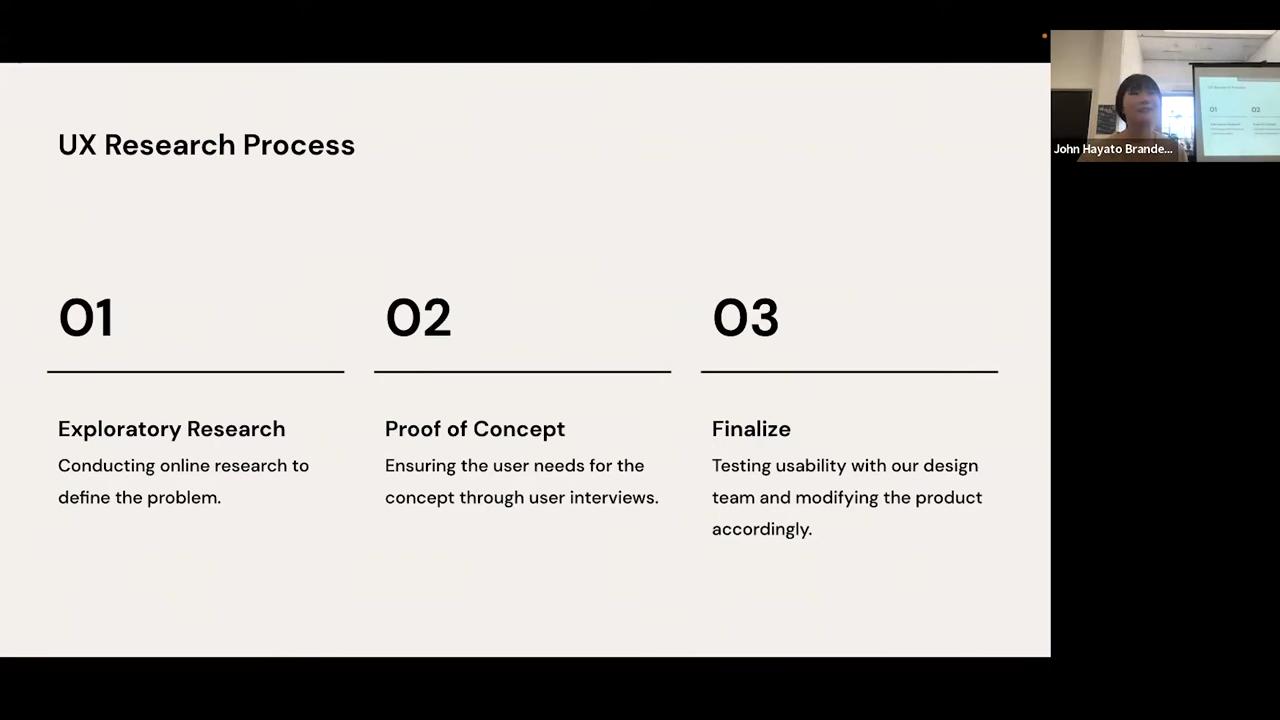 UX Research Process
01
02
03
Exploratory Research
Conducting online research to
define the problem.
Proof of Concept
Ensuring the user needs for the
concept through user interviews.
Finalize
Testing usability with our design
team and modifying the product
accordingly.
John Hayato Brande...
01
02